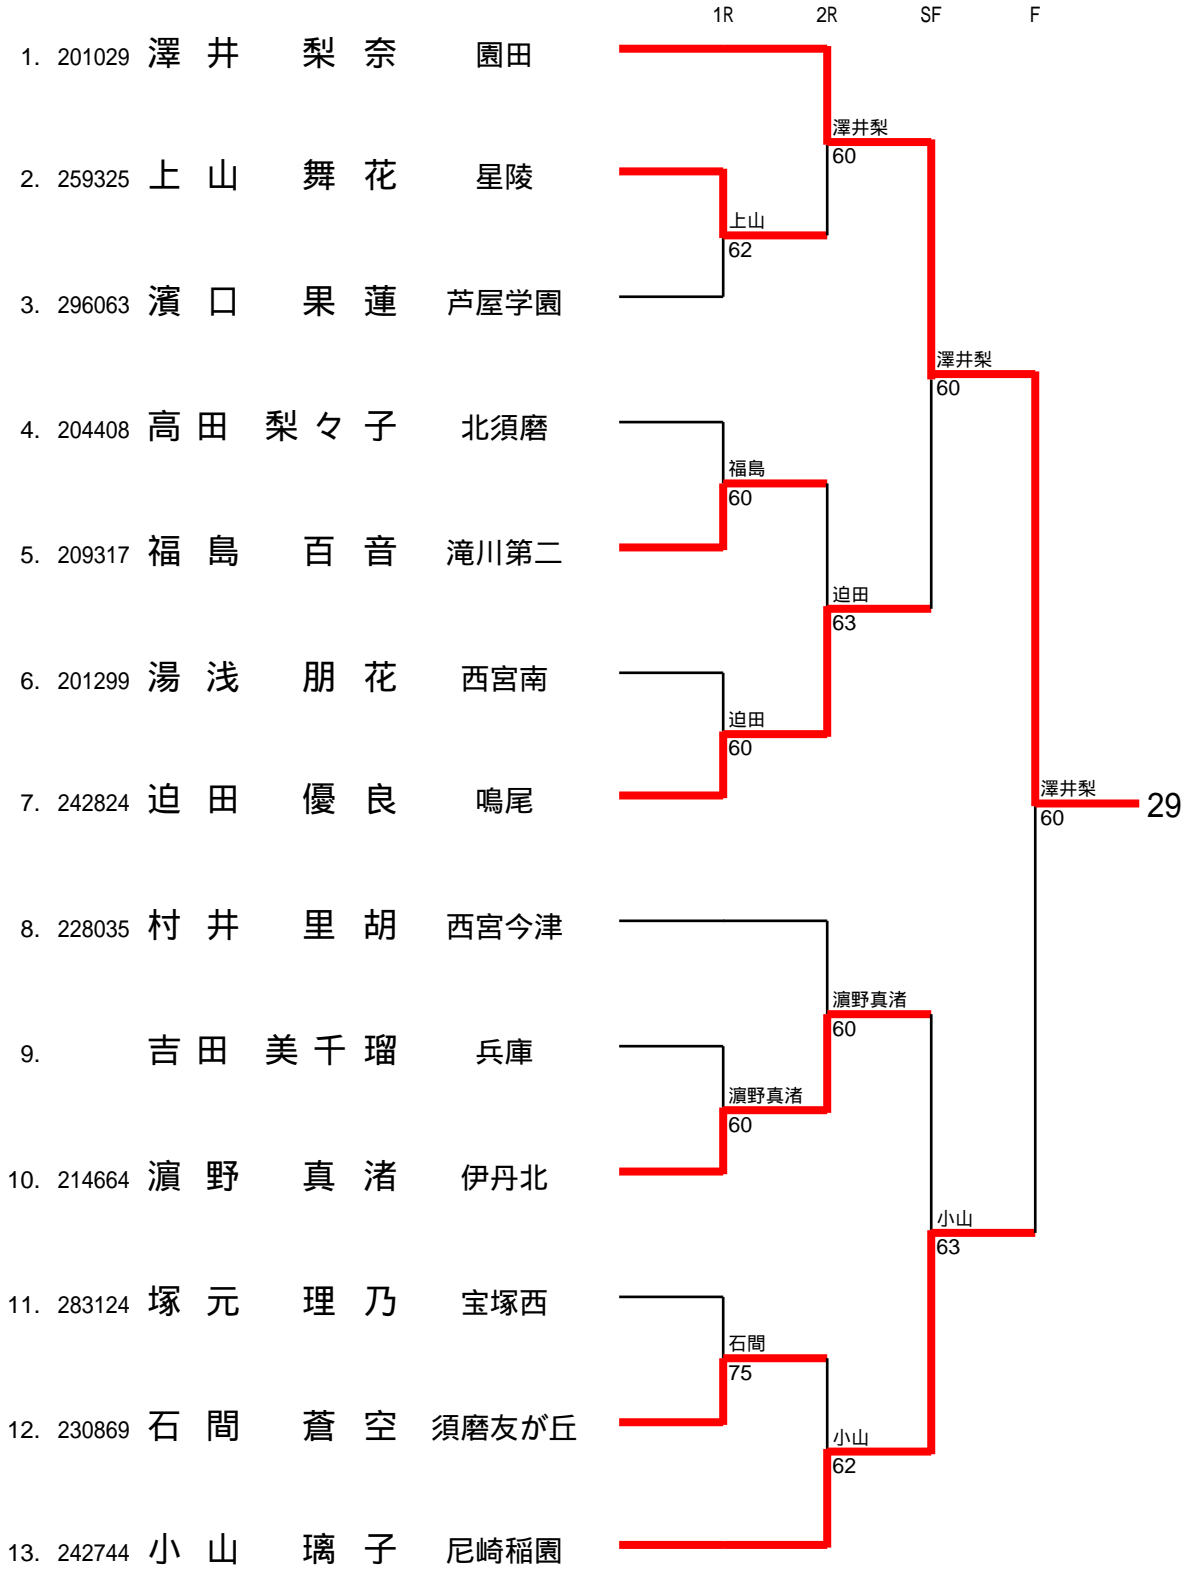 1R 2R SF F
1. 201029 澤井 梨奈 園田
澤井梨
60
2. 259325 上山 舞花 星陵
上山
62
3. 296063 濱口 果蓮 芦屋学園
澤井梨
60
4. 204408 高田 梨々子 北須磨
福島
60
5. 209317 福島 百音 滝川第二
迫田
63
6. 201299 湯浅 朋花 西宮南
迫田
60
7. 242824 迫田 優良 鳴尾
澤井梨
60
29
8. 228035 村井 里胡 西宮今津
濵野真渚
60
9. 吉田 美千瑠 兵庫
濵野真渚
60
10. 214664 濵野 真渚 伊丹北
小山
63
11. 283124 塚元 理乃 宝塚西
石間
75
12. 230869 石間 蒼空 須磨友が丘
小山
62
13. 242744 小山 璃子 尼崎稲園